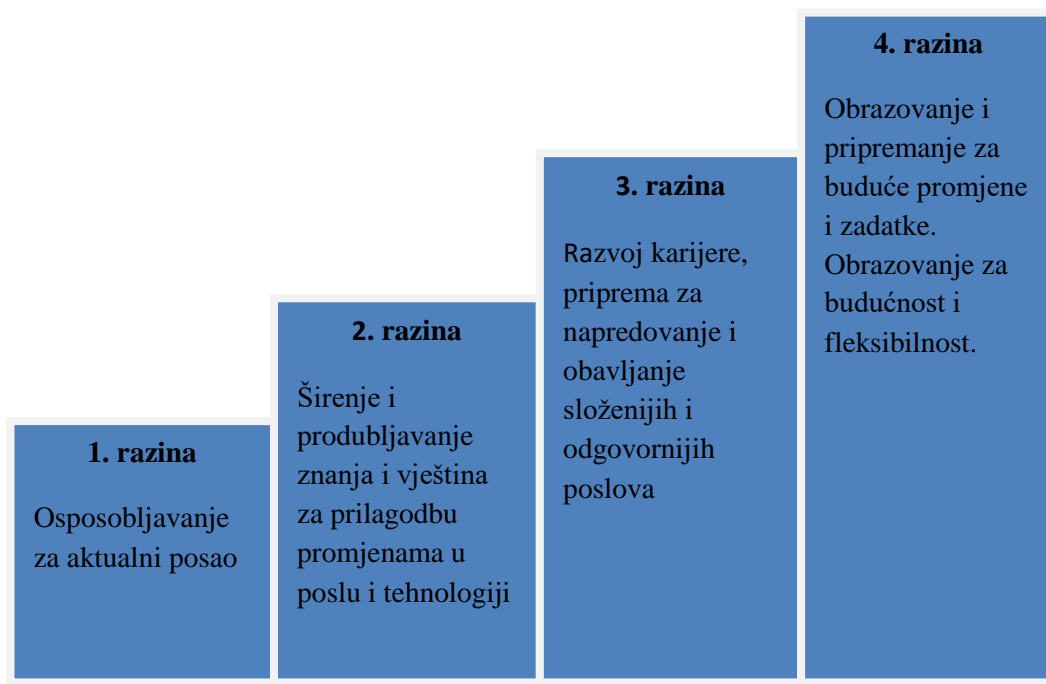 1. razina
Osposobljavanje
za aktualni posao
2. razina
Širenje i
produbljavanje
znanja i vještina
za prilagodbu
promjenama u
poslu i tehnologiji
3. razina
Razvoj karijere,
priprema za
napredovanje i
obavljanje
složenijih i
odgovornijih
poslova
4. razina
Obrazovanje i
pripremanje za
buduće promjene
i zadatke.
Obrazovanje za
budućnost i
fleksibilnost.